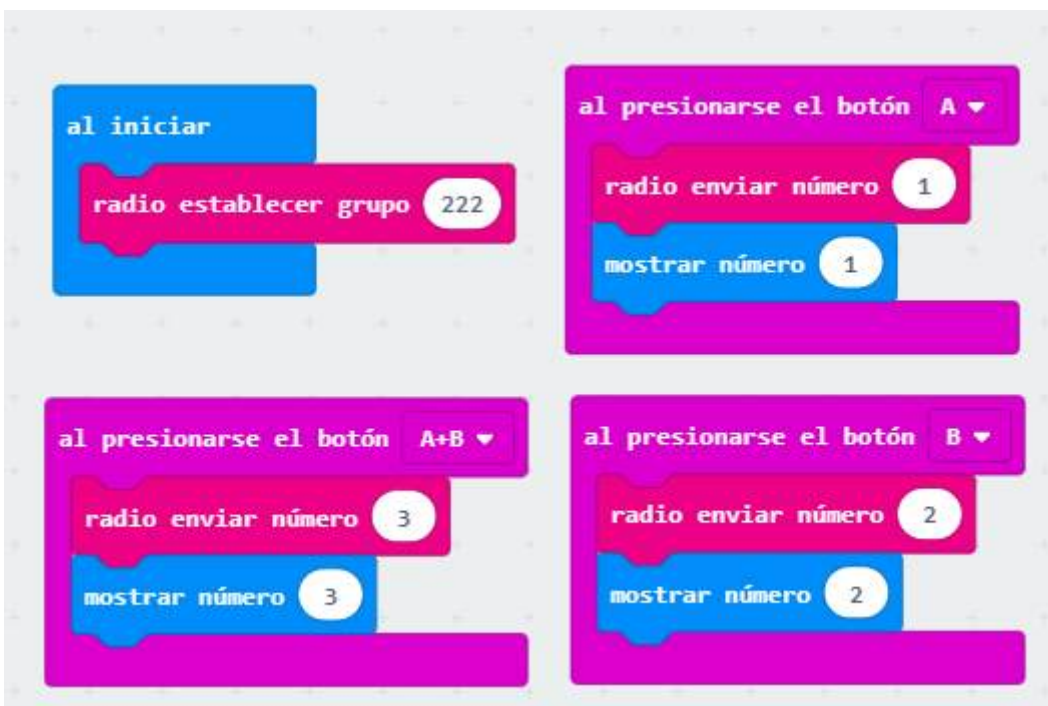 al iniciar
radio establecer grupo 222
al presionarse el botón A
radio enviar número 1
mostrar número 1
al presionarse el botón A+B
radio enviar número 3
mostrar número 3
al presionarse el botón B
radio enviar número 2
mostrar número 2